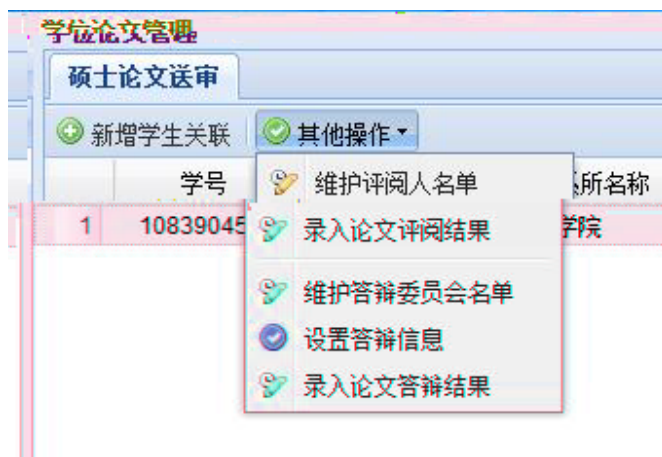 学位论文管理
硕士论文送审
新增学生关联 其他操作
学号 所名称
维护评阅人名单
1 10839045 学院
录入论文评阅结果
维护答辩委员会名单
设置答辩信息
录入论文答辩结果